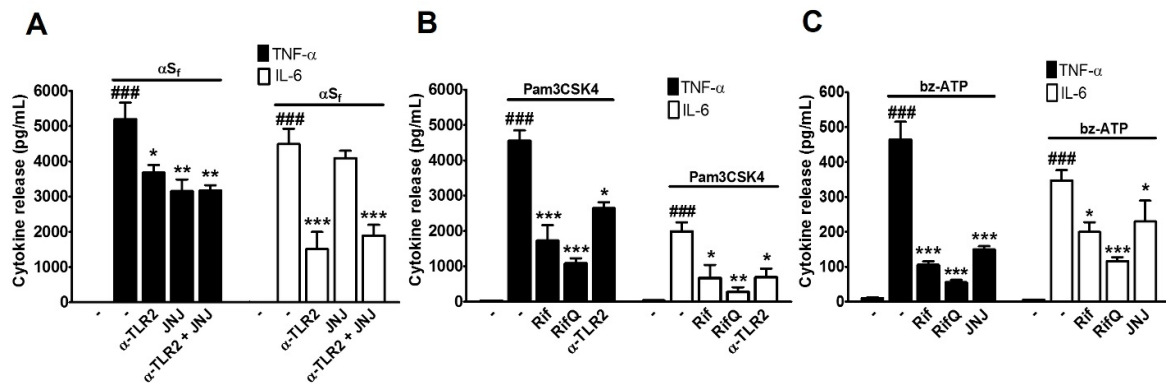 A
αSf
TNF-α
IL-6
αSf
###
*
**
**
###
***
***
Cytokine release (pg/mL)
6000
5000
4000
3000
2000
1000
0
- - α-TLR2 JNJ α-TLR2 + JNJ - - α-TLR2 JNJ α-TLR2 + JNJ
B
Pam3CSK4
TNF-α
IL-6
###
***
***
*
Pam3CSK4
###
*
**
*
Cytokine release (pg/mL)
6000
5000
4000
3000
2000
1000
0
- - Rif RifQ α-TLR2 - - Rif RifQ α-TLR2
C
bz-ATP
TNF-α
IL-6
###
***
***
***
bz-ATP
###
*
***
*
Cytokine release (pg/mL)
600
500
400
300
200
100
0
- - Rif RifQ JNJ - - Rif RifQ JNJ